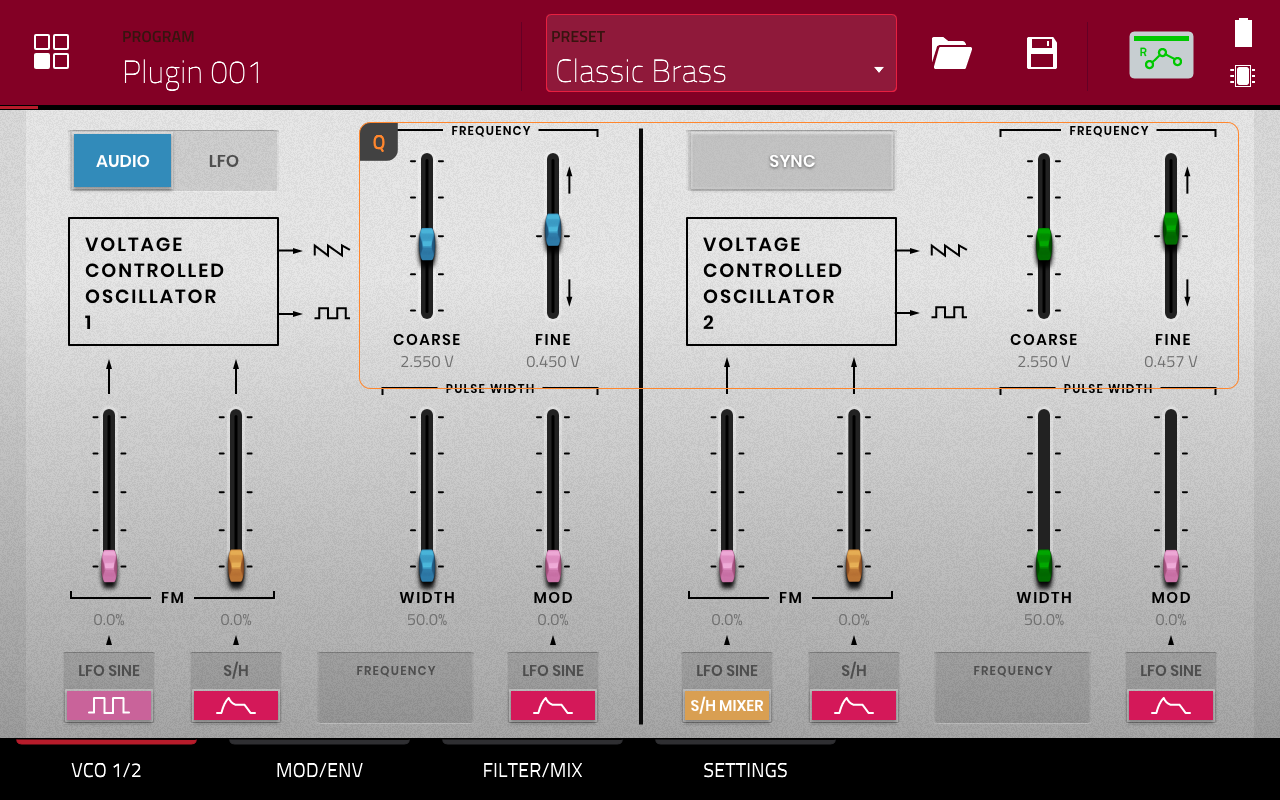 PROGRAM
Plugin 001
PRESET
Classic Brass
R
AUDIO
LFO
Q
FREQUENCY
SYNC
FREQUENCY
VOLTAGE
CONTROLLED
OSCILLATOR
1
COARSE
2.550 V
FINE
0.450 V
VOLTAGE
CONTROLLED
OSCILLATOR
2
COARSE
2.550 V
FINE
0.457 V
PULSE WIDTH
PULSE WIDTH
FM
0.0%
0.0%
WIDTH
50.0%
MOD
0.0%
FM
0.0%
0.0%
WIDTH
50.0%
MOD
0.0%
LFO SINE
S/H
FREQUENCY
LFO SINE
LFO SINE
S/H MIXER
S/H
FREQUENCY
LFO SINE
VCO 1/2
MOD/ENV
FILTER/MIX
SETTINGS